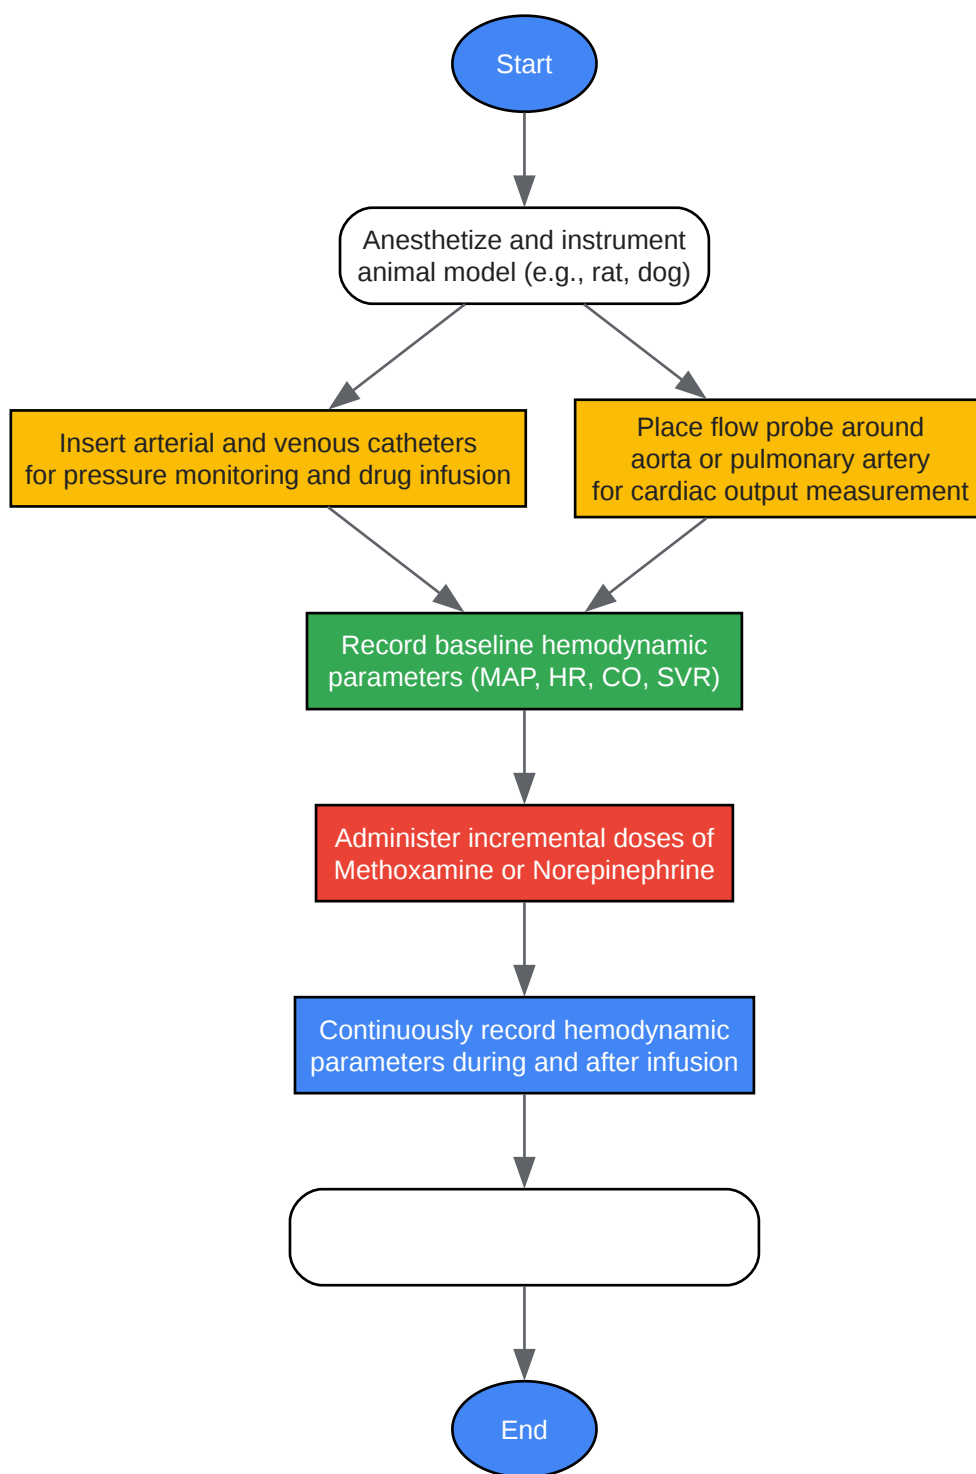 Start
Anesthetize and instrument
animal model (e.g., rat, dog)
Insert arterial and venous catheters
for pressure monitoring and drug infusion
Place flow probe around
aorta or pulmonary artery
for cardiac output measurement
Record baseline hemodynamic
parameters (MAP, HR, CO, SVR)
Administer incremental doses of
Methoxamine or Norepinephrine
Continuously record hemodynamic
parameters during and after infusion
End